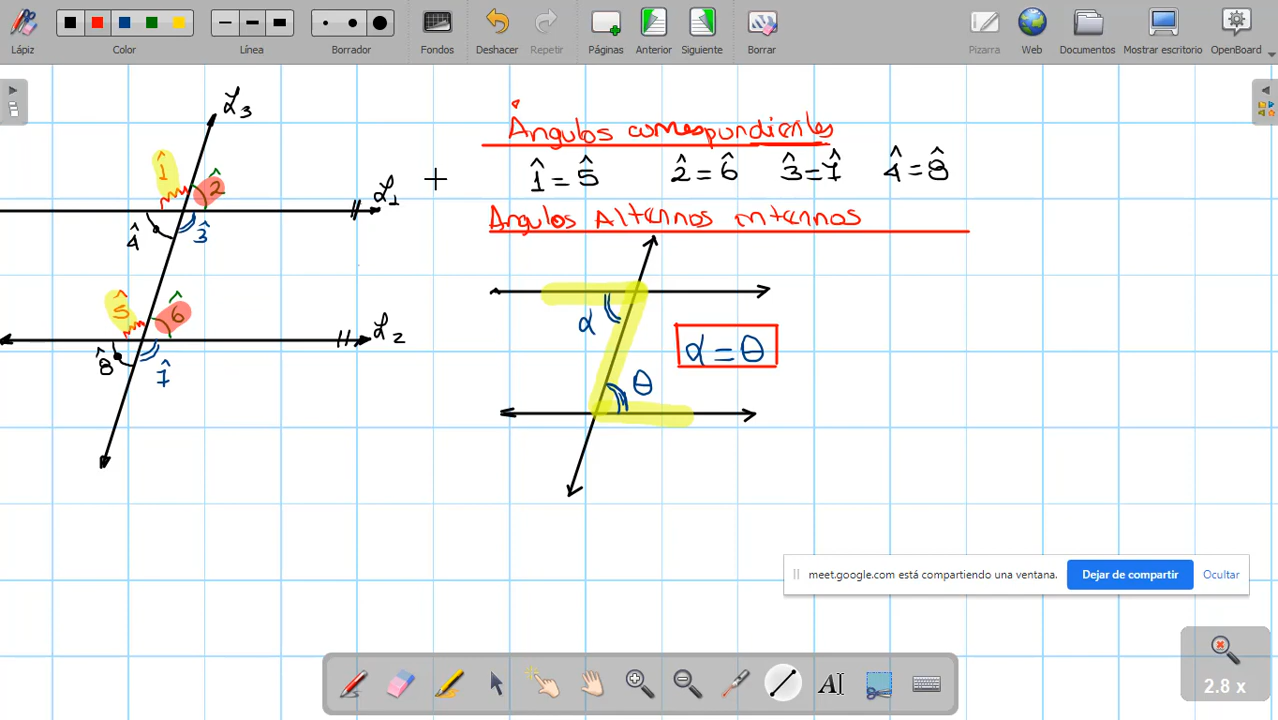 Lápiz
Color
Línea
Borrador
Fondos
Deshacer
Repetir
Páginas
Anterior
Siguiente
Borrar
Pizarra
Web
Documentos
Mostrar escritorio
OpenBoard
ℒ3
1̂
2̂
ℒ1
4̂
3̂
5̂
6̂
ℒ2
8̂
7̂
Ángulos correspondientes
1̂ = 5̂ 2̂ = 6̂ 3̂ = 7̂ 4̂ = 8̂
Angulos Alternos internos
α
α = θ
θ
meet.google.com está compartiendo una ventana.
Dejar de compartir
Ocultar
AI
2.8 x